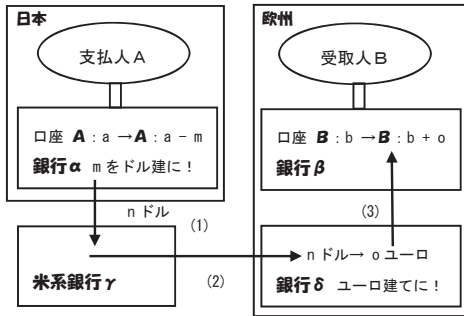 日本
支払人A
口座 A：a →A：a－m
銀行α mをドル建に！
nドル
(1)
米系銀行γ
(2)
欧州
受取人B
口座 B：b →B：b＋o
銀行β
(3)
nドル→ oユーロ
銀行δ ユーロ建てに！